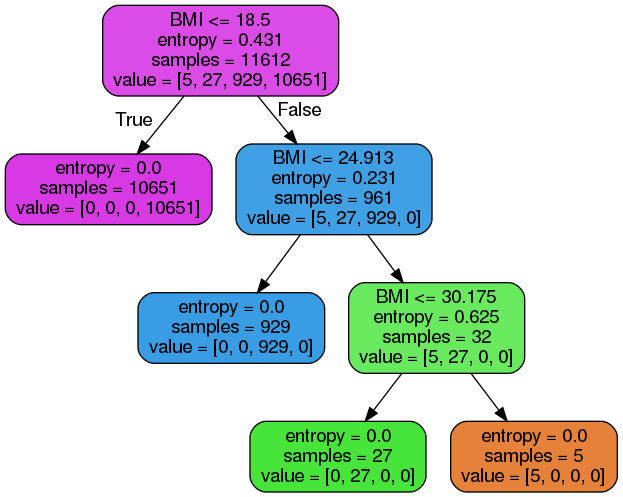 BMI <= 18.5
entropy = 0.431
samples = 11612
value = [5, 27, 929, 10651]
True
False
entropy = 0.0
samples = 10651
value = [0, 0, 0, 10651]
BMI <= 24.913
entropy = 0.231
samples = 961
value = [5, 27, 929, 0]
entropy = 0.0
samples = 929
value = [0, 0, 929, 0]
BMI <= 30.175
entropy = 0.625
samples = 32
value = [5, 27, 0, 0]
entropy = 0.0
samples = 27
value = [0, 27, 0, 0]
entropy = 0.0
samples = 5
value = [5, 0, 0, 0]